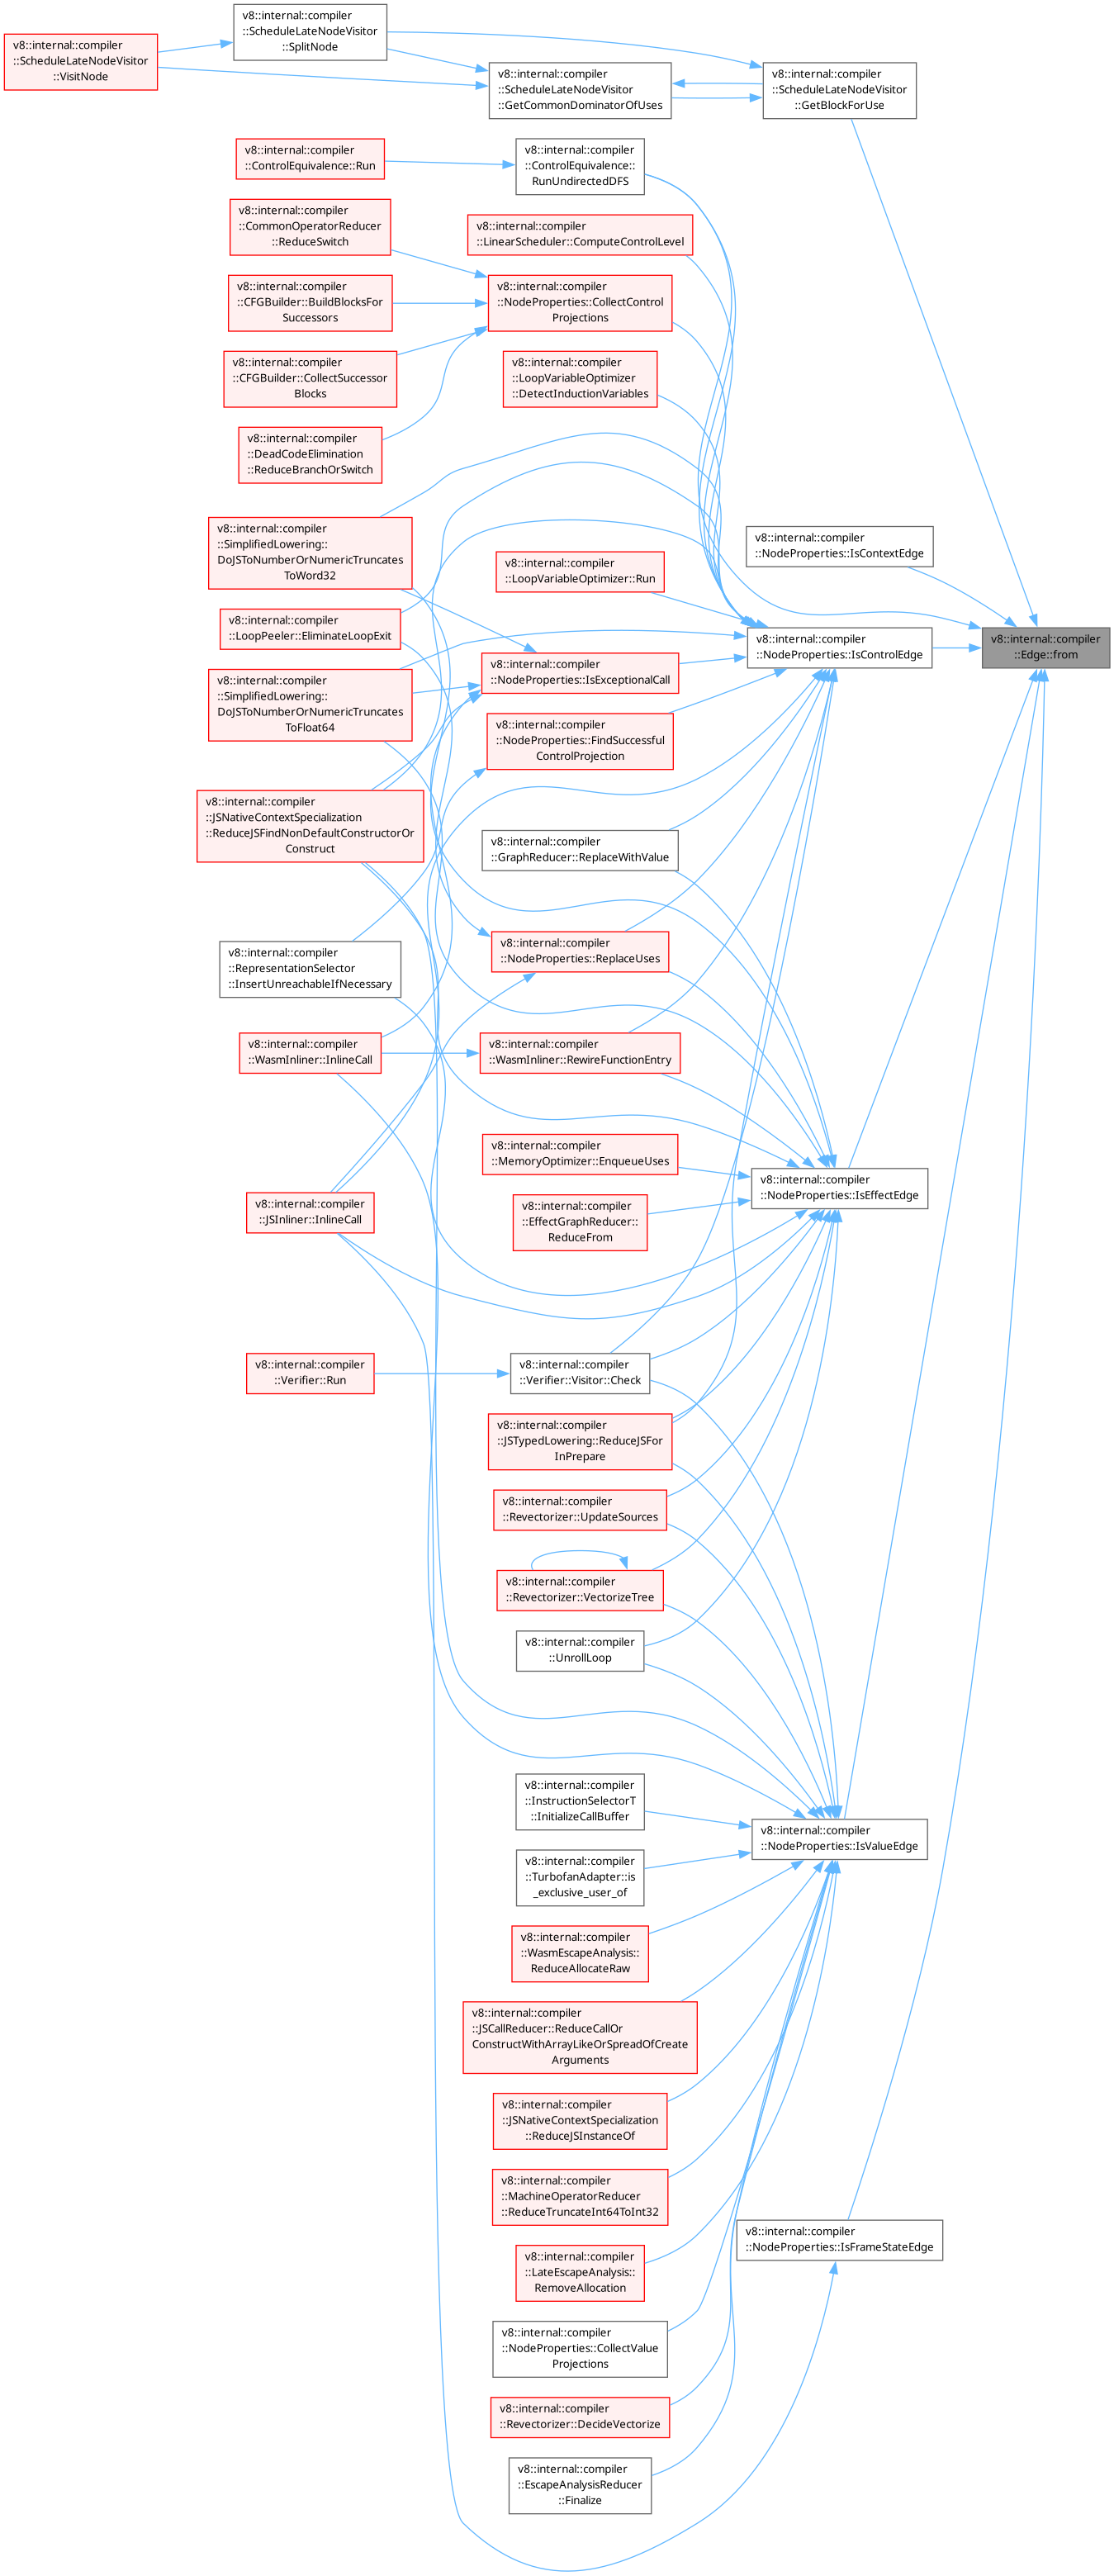 v8::internal::compiler
::ScheduleLateNodeVisitor
::VisitNode
v8::internal::compiler
::ScheduleLateNodeVisitor
::SplitNode
v8::internal::compiler
::ScheduleLateNodeVisitor
::GetCommonDominatorOfUses
v8::internal::compiler
::ScheduleLateNodeVisitor
::GetBlockForUse
v8::internal::compiler
::ControlEquivalence::Run
v8::internal::compiler
::ControlEquivalence::
RunUndirectedDFS
v8::internal::compiler
::CommonOperatorReducer
::ReduceSwitch
v8::internal::compiler
::LinearScheduler::ComputeControlLevel
v8::internal::compiler
::CFGBuilder::BuildBlocksFor
Successors
v8::internal::compiler
::NodeProperties::CollectControl
Projections
v8::internal::compiler
::CFGBuilder::CollectSuccessor
Blocks
v8::internal::compiler
::LoopVariableOptimizer
::DetectInductionVariables
v8::internal::compiler
::DeadCodeElimination
::ReduceBranchOrSwitch
v8::internal::compiler
::SimplifiedLowering::
DoJSToNumberOrNumericTruncates
ToWord32
v8::internal::compiler
::NodeProperties::IsContextEdge
v8::internal::compiler
::LoopVariableOptimizer::Run
v8::internal::compiler
::LoopPeeler::EliminateLoopExit
v8::internal::compiler
::NodeProperties::IsControlEdge
v8::internal::compiler
::Edge::from
v8::internal::compiler
::NodeProperties::IsExceptionalCall
v8::internal::compiler
::SimplifiedLowering::
DoJSToNumberOrNumericTruncates
ToFloat64
v8::internal::compiler
::NodeProperties::FindSuccessful
ControlProjection
v8::internal::compiler
::JSNativeContextSpecialization
::ReduceJSFindNonDefaultConstructorOr
Construct
v8::internal::compiler
::GraphReducer::ReplaceWithValue
v8::internal::compiler
::RepresentationSelector
::InsertUnreachableIfNecessary
v8::internal::compiler
::NodeProperties::ReplaceUses
v8::internal::compiler
::WasmInliner::InlineCall
v8::internal::compiler
::WasmInliner::RewireFunctionEntry
v8::internal::compiler
::MemoryOptimizer::EnqueueUses
v8::internal::compiler
::NodeProperties::IsEffectEdge
v8::internal::compiler
::JSInliner::InlineCall
v8::internal::compiler
::EffectGraphReducer::
ReduceFrom
v8::internal::compiler
::Verifier::Run
v8::internal::compiler
::Verifier::Visitor::Check
v8::internal::compiler
::JSTypedLowering::ReduceJSFor
InPrepare
v8::internal::compiler
::Revectorizer::UpdateSources
v8::internal::compiler
::Revectorizer::VectorizeTree
v8::internal::compiler
::UnrollLoop
v8::internal::compiler
::InstructionSelectorT
::InitializeCallBuffer
v8::internal::compiler
::NodeProperties::IsValueEdge
v8::internal::compiler
::TurbofanAdapter::is
_exclusive_user_of
v8::internal::compiler
::WasmEscapeAnalysis::
ReduceAllocateRaw
v8::internal::compiler
::JSCallReducer::ReduceCallOr
ConstructWithArrayLikeOrSpreadOfCreate
Arguments
v8::internal::compiler
::JSNativeContextSpecialization
::ReduceJSInstanceOf
v8::internal::compiler
::MachineOperatorReducer
::ReduceTruncateInt64ToInt32
v8::internal::compiler
::NodeProperties::IsFrameStateEdge
v8::internal::compiler
::LateEscapeAnalysis::
RemoveAllocation
v8::internal::compiler
::NodeProperties::CollectValue
Projections
v8::internal::compiler
::Revectorizer::DecideVectorize
v8::internal::compiler
::EscapeAnalysisReducer
::Finalize